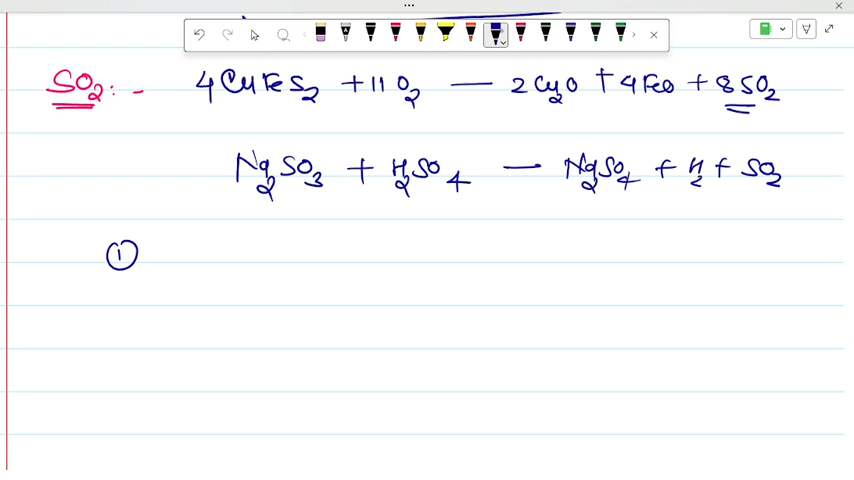 SO₂ : - 4CuFeS₂ + 11O₂ — 2Cu₂O + 4FeO + 8SO₂
Na₂SO₃ + H₂SO₄ — Na₂SO₄ + H₂ + SO₂
①